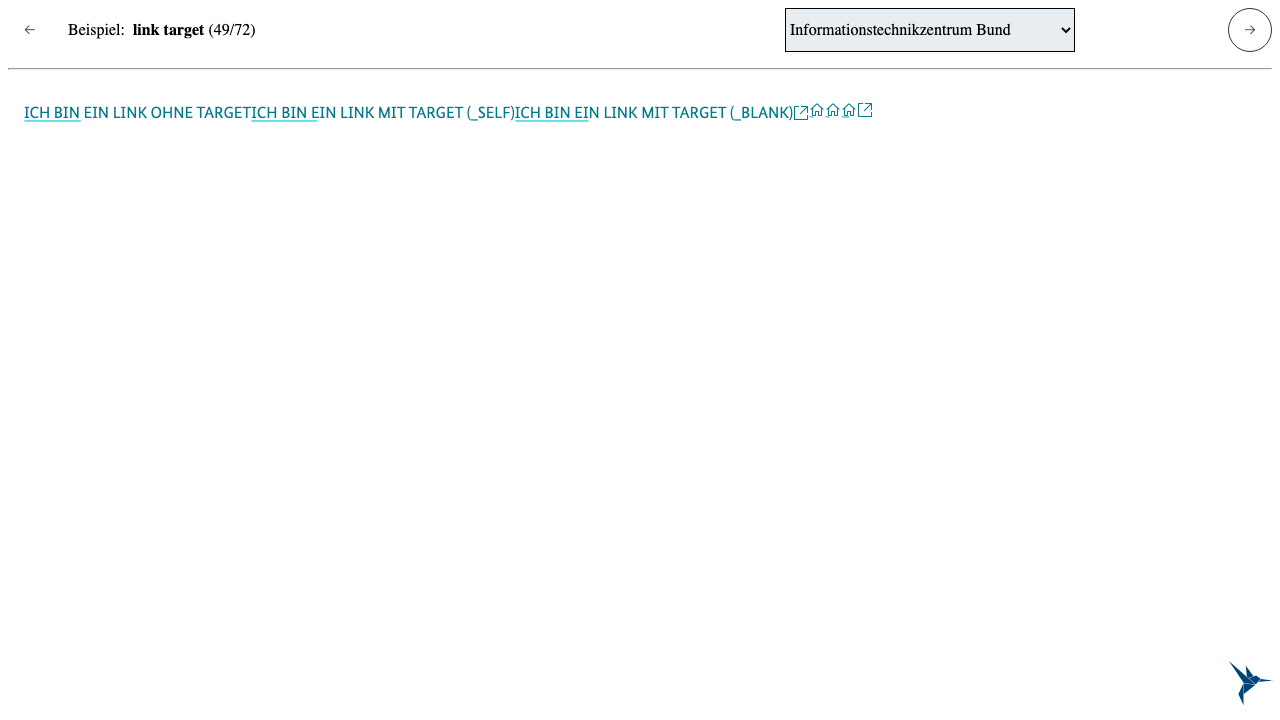 Beispiel: link target (49/72) Informationstechnikzentrum Bund
ICH BIN EIN LINK OHNE TARGETICH BIN EIN LINK MIT TARGET (_SELF)ICH BIN EIN LINK MIT TARGET (_BLANK)